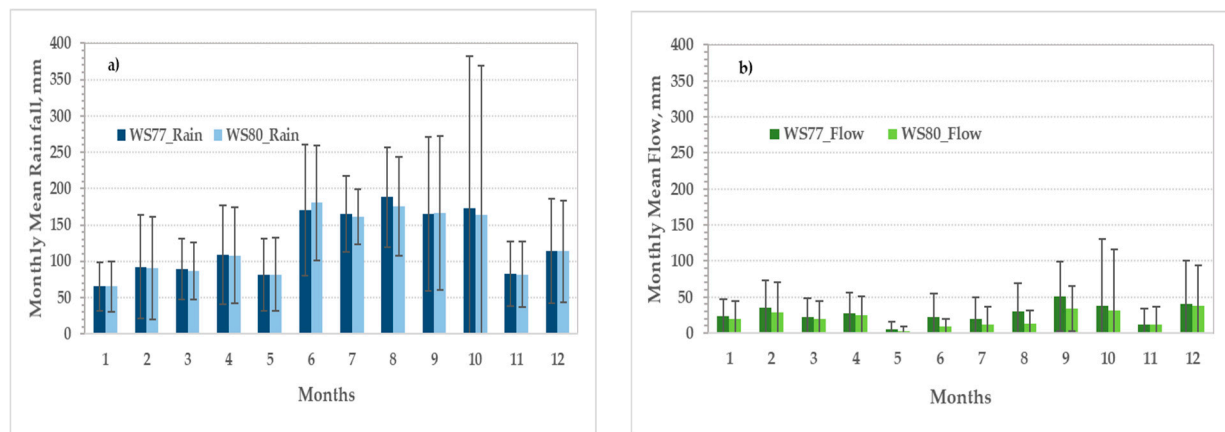 a)
Monthly Mean Rainfall, mm
400
350
300
250
200
150
100
50
0
WS77_Rain WS80_Rain
1 2 3 4 5 6 7 8 9 10 11 12
Months
b)
Monthly Mean Flow, mm
400
350
300
250
200
150
100
50
0
WS77_Flow WS80_Flow
1 2 3 4 5 6 7 8 9 10 11 12
Months